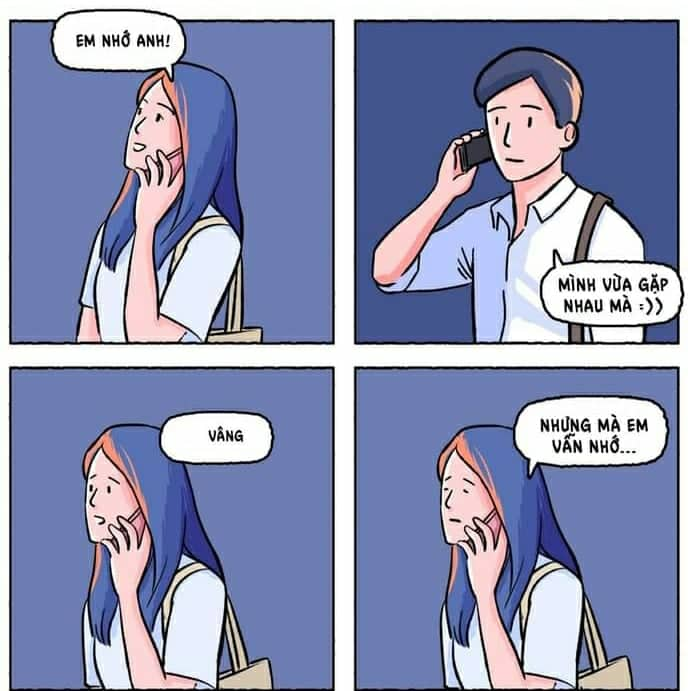 EM NHỚ ANH!
MÌNH VỪA GẶP
NHAU MÀ :))
VÂNG
NHƯNG MÀ EM
VẪN NHỚ...